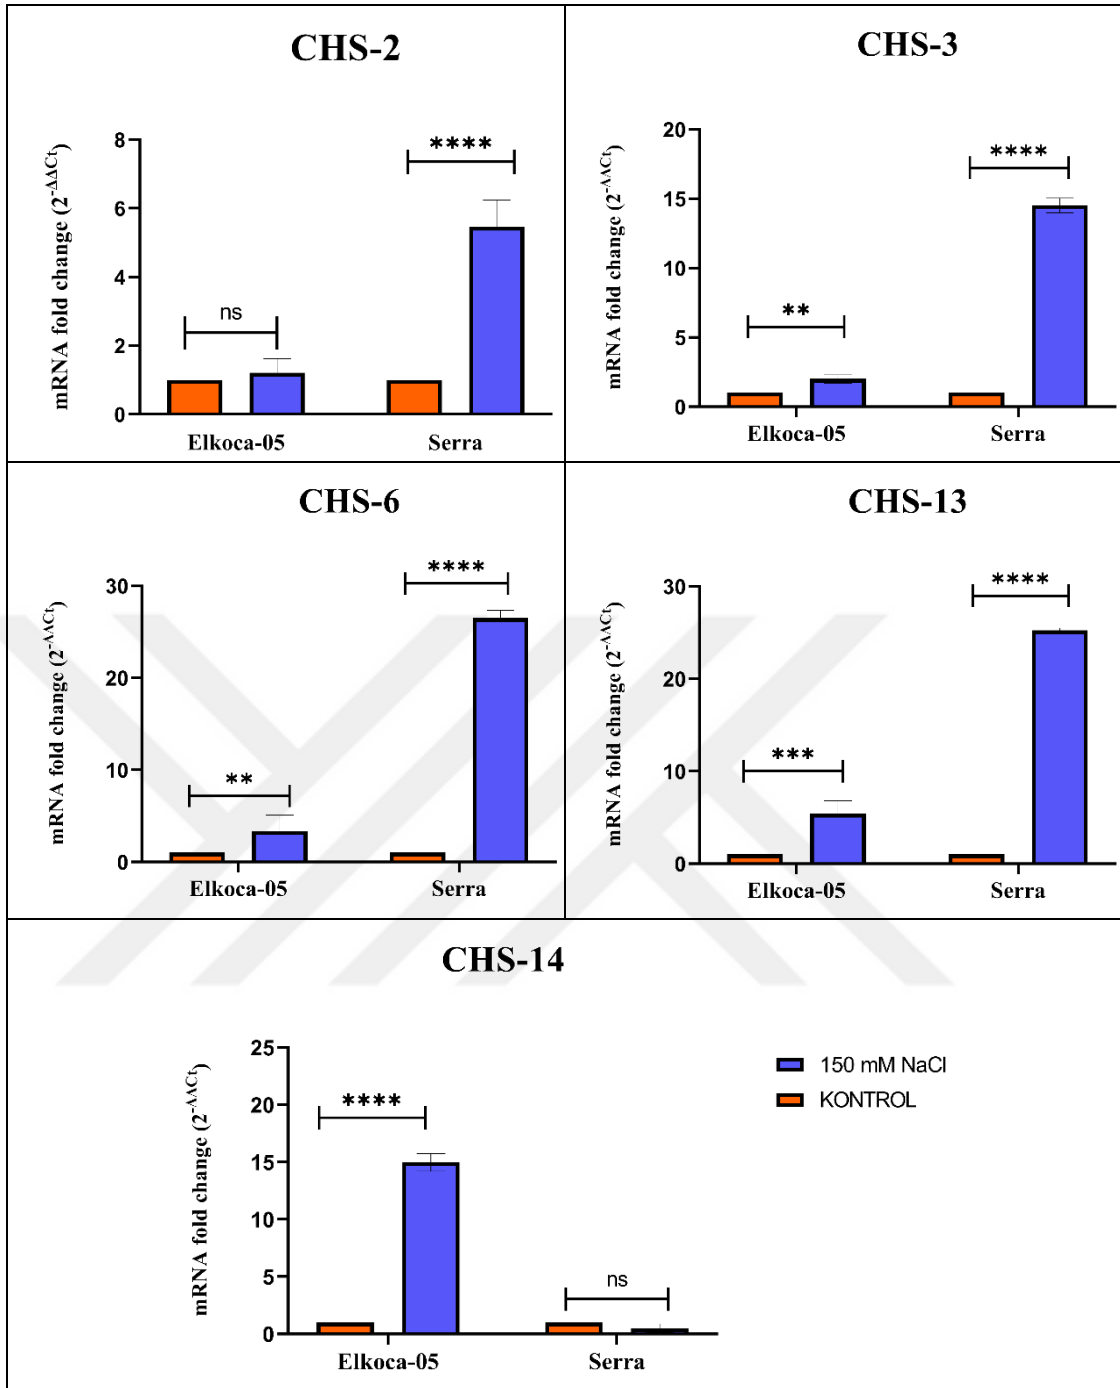 CHS-2
mRNA fold change (2^-ΔΔCt)
8
6
4
2
0
ns
****
Elkoca-05
Serra
CHS-3
mRNA fold change (2^-ΔΔCt)
20
15
10
5
0
**
****
Elkoca-05
Serra
CHS-6
mRNA fold change (2^-ΔΔCt)
30
20
10
0
**
****
Elkoca-05
Serra
CHS-13
mRNA fold change (2^-ΔΔCt)
30
20
10
0
***
****
Elkoca-05
Serra
CHS-14
mRNA fold change (2^-ΔΔCt)
25
20
15
10
5
0
****
ns
Elkoca-05
Serra
150 mM NaCl
KONTROL